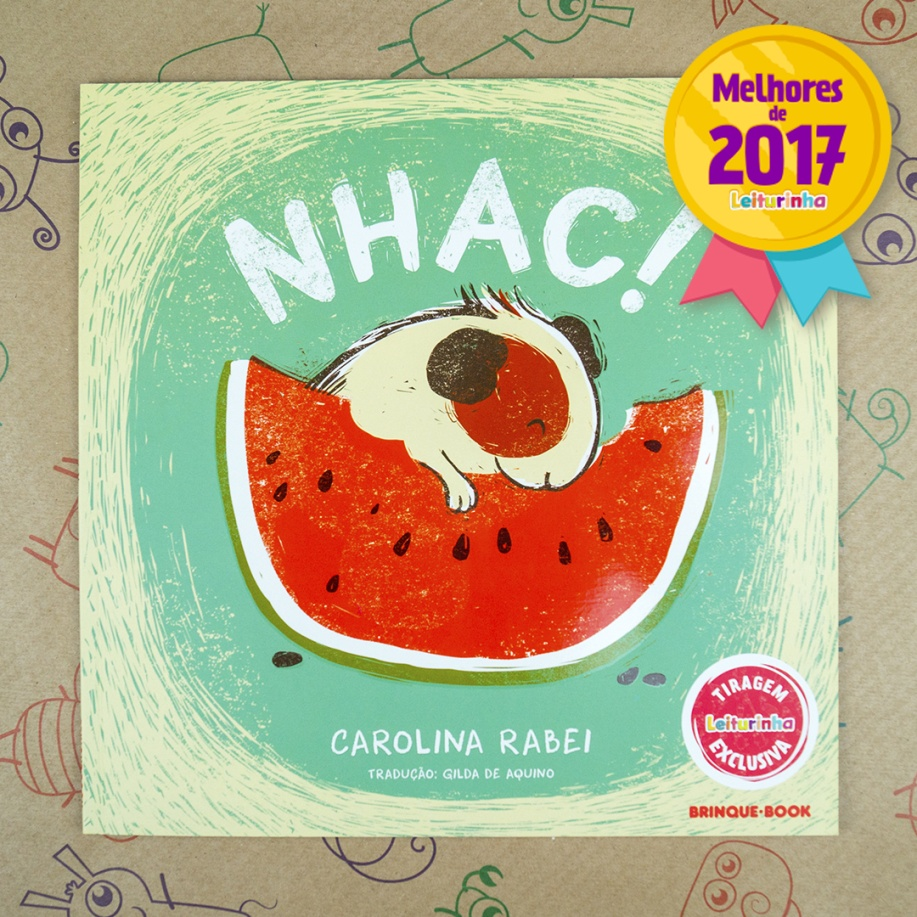 Melhores
de
2017
Leiturinha
NHAC!
CAROLINA RABEI
TRADUÇÃO: GILDA DE AQUINO
TIRAGEM
Leiturinha
EXCLUSIVA
BRINQUE-BOOK